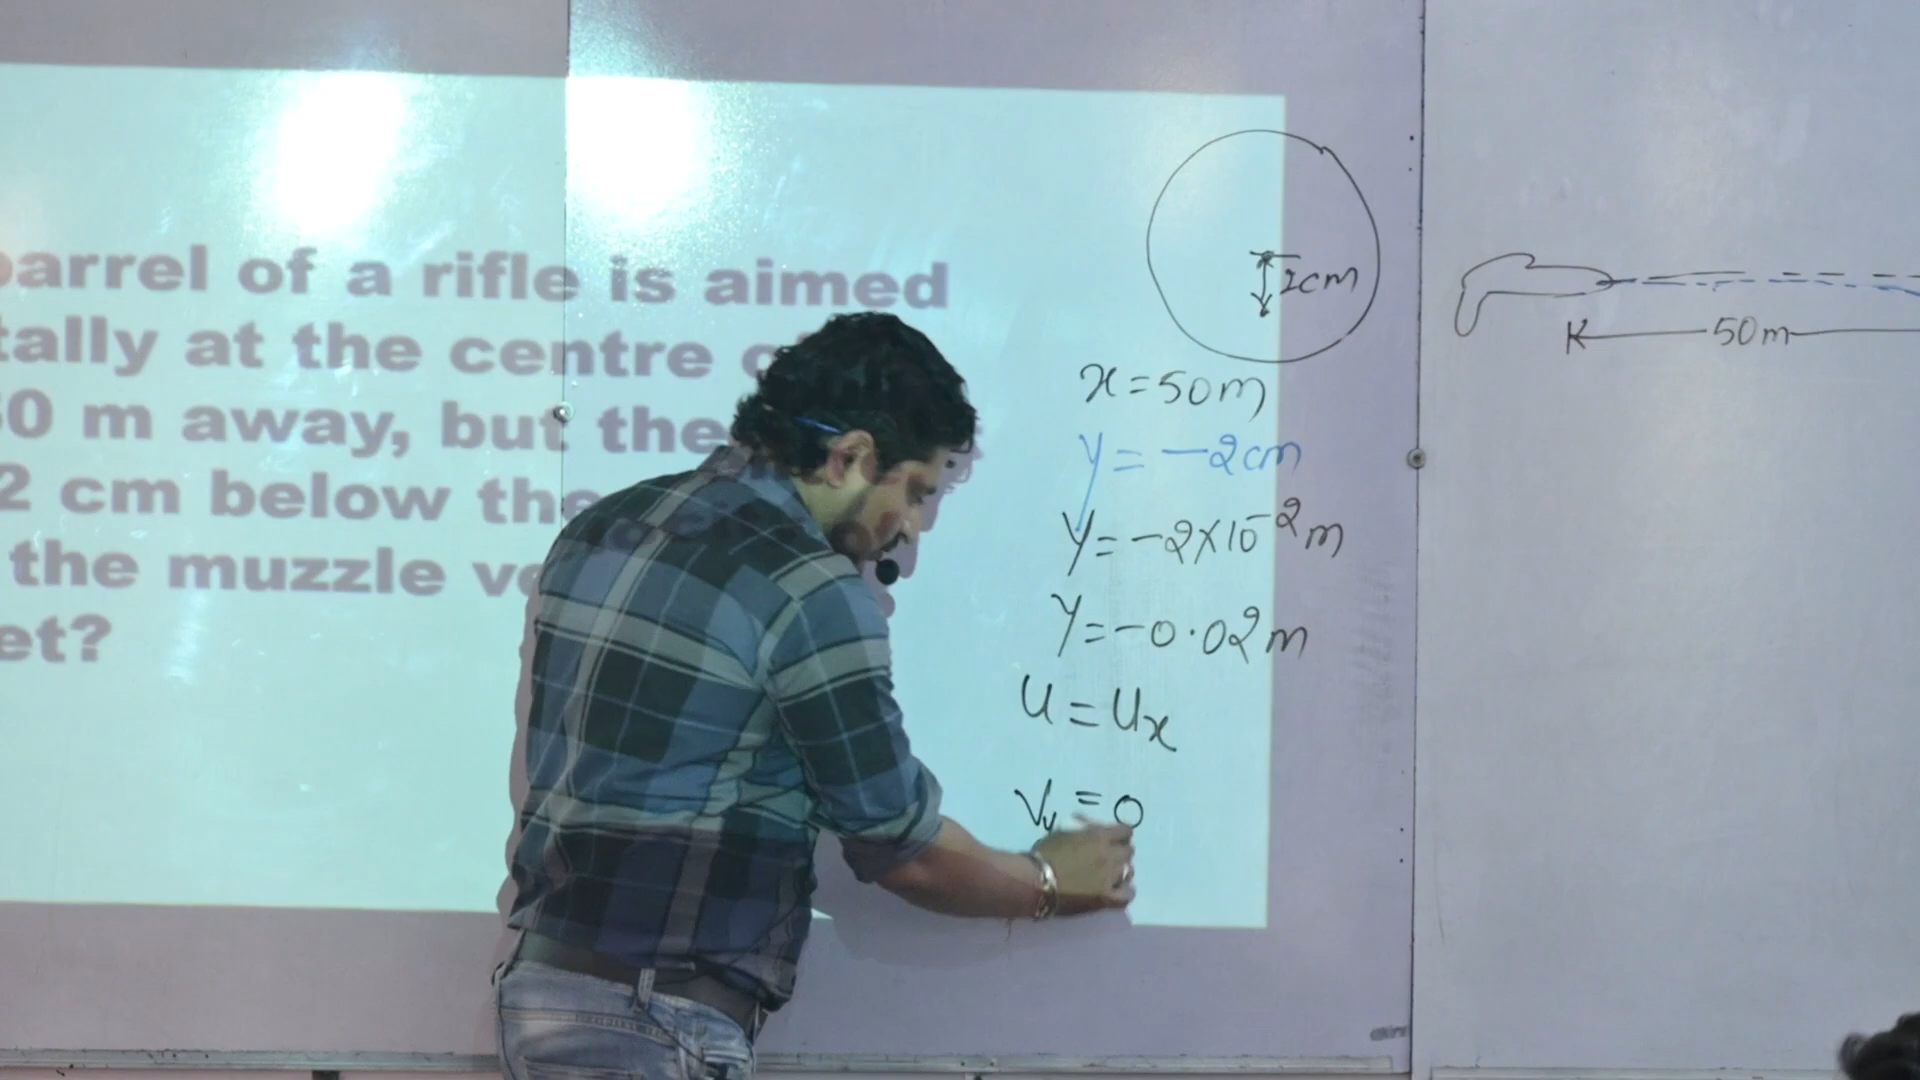 barrel of a rifle is aimed
tally at the centre
50 m away, but the
2 cm below the
the muzzle
et?
2cm
x=50m
y=-2cm
y=-2×10⁻²m
y=-0.02m
u=uₓ
Vy=0
50m